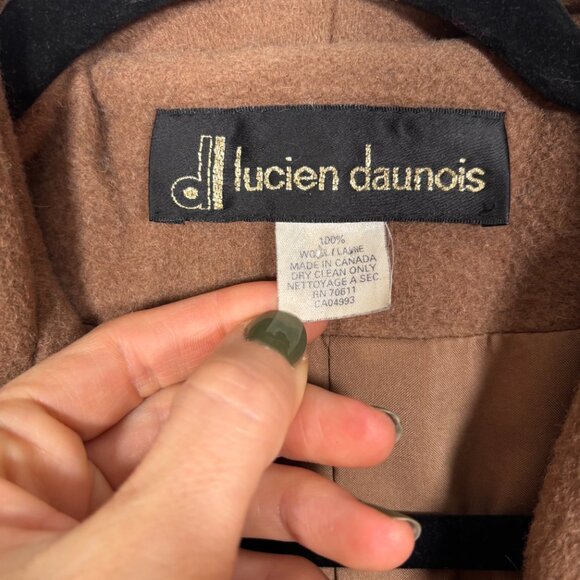 d lucien daunois
100%
WOOL / LAINE
MADE IN CANADA
DRY CLEAN ONLY
NETTOYAGE A SEC
RN 70611
CA04993